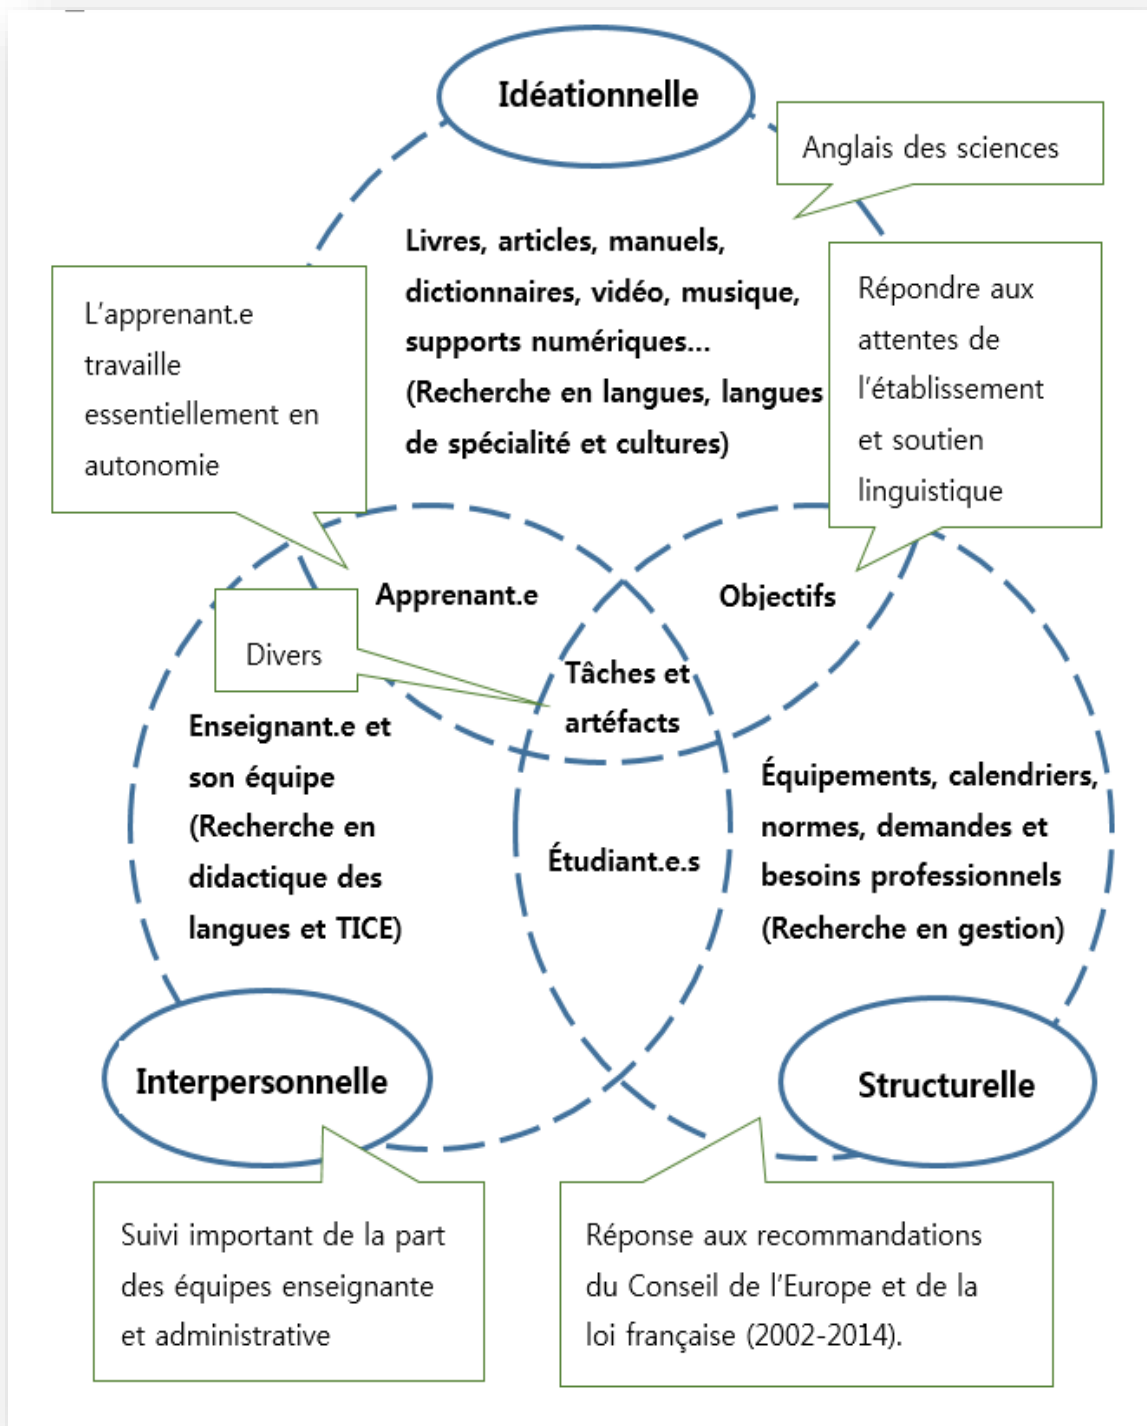 Idéationnelle
Anglais des sciences
Livres, articles, manuels,
dictionnaires, vidéo, musique,
supports numériques...
(Recherche en langues, langues
de spécialité et cultures)
L'apprenant.e
travaille
essentiellement en
autonomie
Répondre aux
attentes de
l'établissement
et soutien
linguistique
Apprenant.e
Objectifs
Divers
Tâches et
artéfacts
Enseignant.e et
son équipe
(Recherche en
didactique des
langues et TICE)
Étudiant.e.s
Équipements, calendriers,
normes, demandes et
besoins professionnels
(Recherche en gestion)
Interpersonnelle
Structurelle
Suivi important de la part
des équipes enseignante
et administrative
Réponse aux recommandations
du Conseil de l'Europe et de la
loi française (2002-2014).